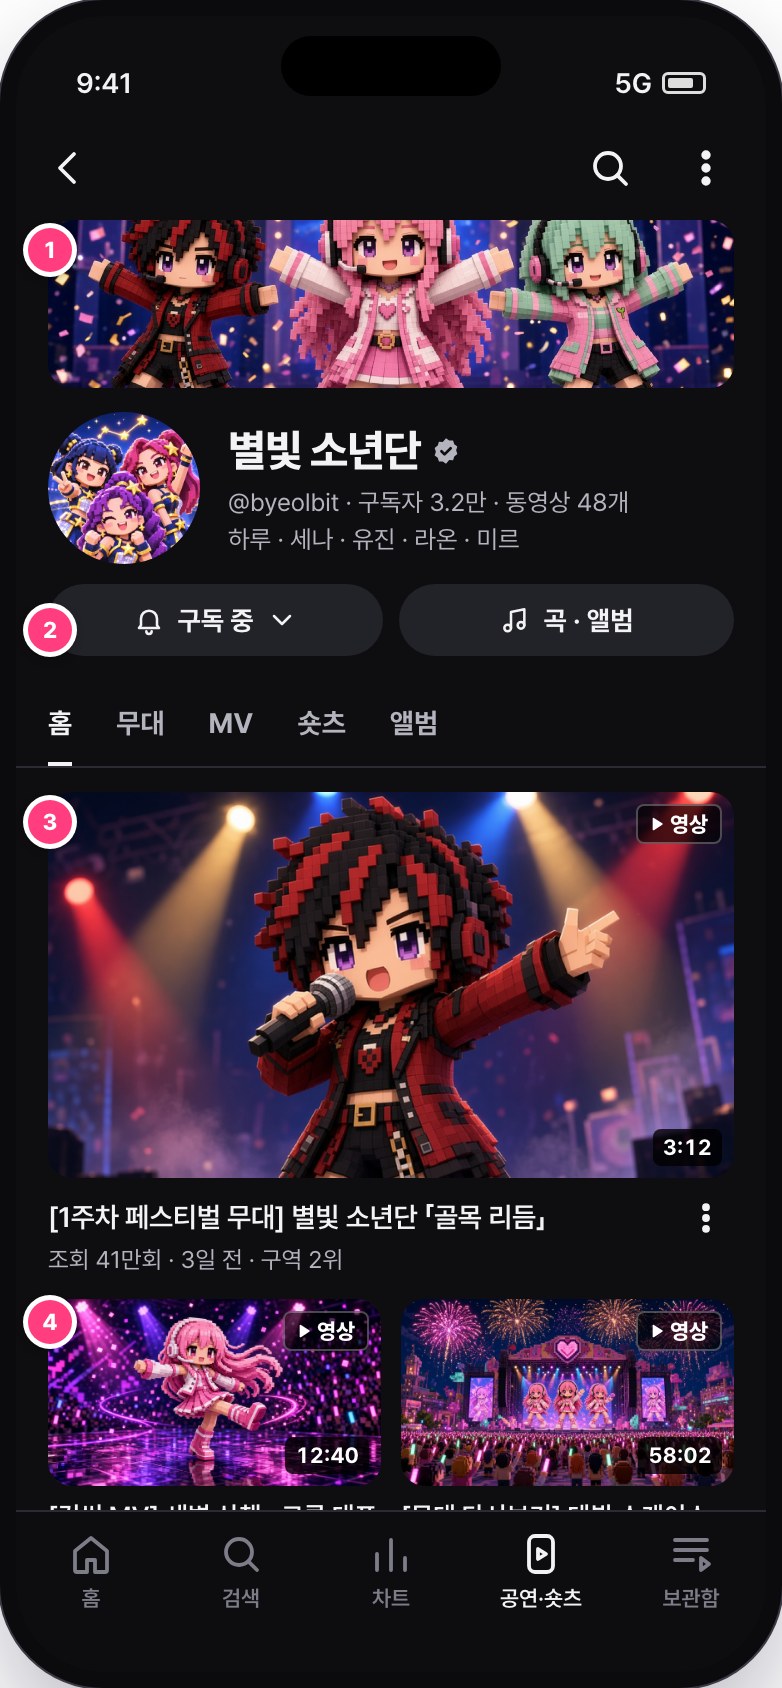 9:41
5G
1
별빛 소년단
@byeolbit · 구독자 3.2만 · 동영상 48개
하루 · 세나 · 유진 · 라온 · 미르
2
구독 중
곡 · 앨범
홈 무대 MV 숏츠 앨범
3
영상
3:12
[1주차 페스티벌 무대] 별빛 소년단 「골목 리듬」
조회 41만회 · 3일 전 · 구역 2위
4
영상
12:40
영상
58:02
홈 검색 차트 공연·숏츠 보관함